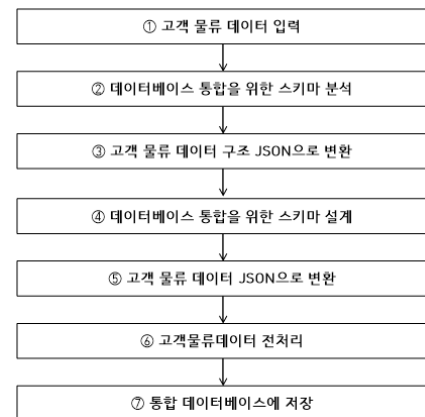 ① 고객 물류 데이터 입력
② 데이터베이스 통합을 위한 스키마 분석
③ 고객 물류 데이터 구조 JSON으로 변환
④ 데이터베이스 통합을 위한 스키마 설계
⑤ 고객 물류 데이터 JSON으로 변환
⑥ 고객물류데이터 전처리
⑦ 통합 데이터베이스에 저장